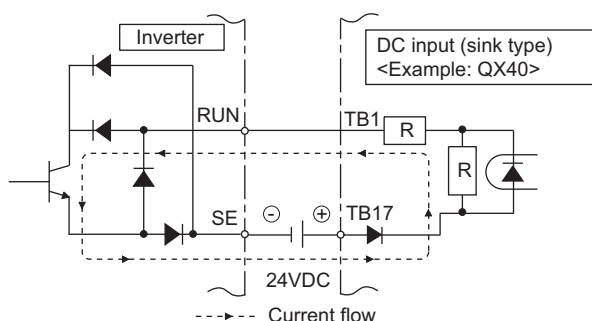 Inverter
DC input (sink type)
<Example: QX40>
RUN
TB1
R
R
SE
⊖
⊕
TB17
24VDC
Current flow